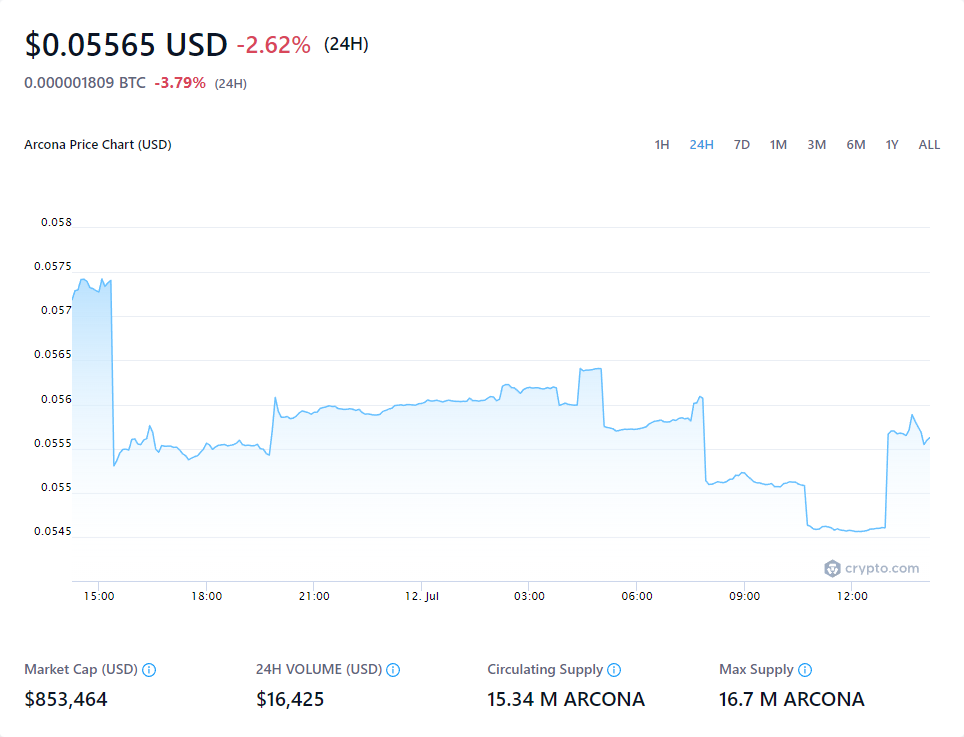 $0.05565 USD -2.62% (24H)
0.000001809 BTC -3.79% (24H)
Arcona Price Chart (USD) 1H 24H 7D 1M 3M 6M 1Y ALL
0.058
0.0575
0.057
0.0565
0.056
0.0555
0.055
0.0545
crypto.com
15:00 18:00 21:00 12. Jul 03:00 06:00 09:00 12:00
Market Cap (USD) 24H VOLUME (USD) Circulating Supply Max Supply
$853,464 $16,425 15.34 M ARCONA 16.7 M ARCONA